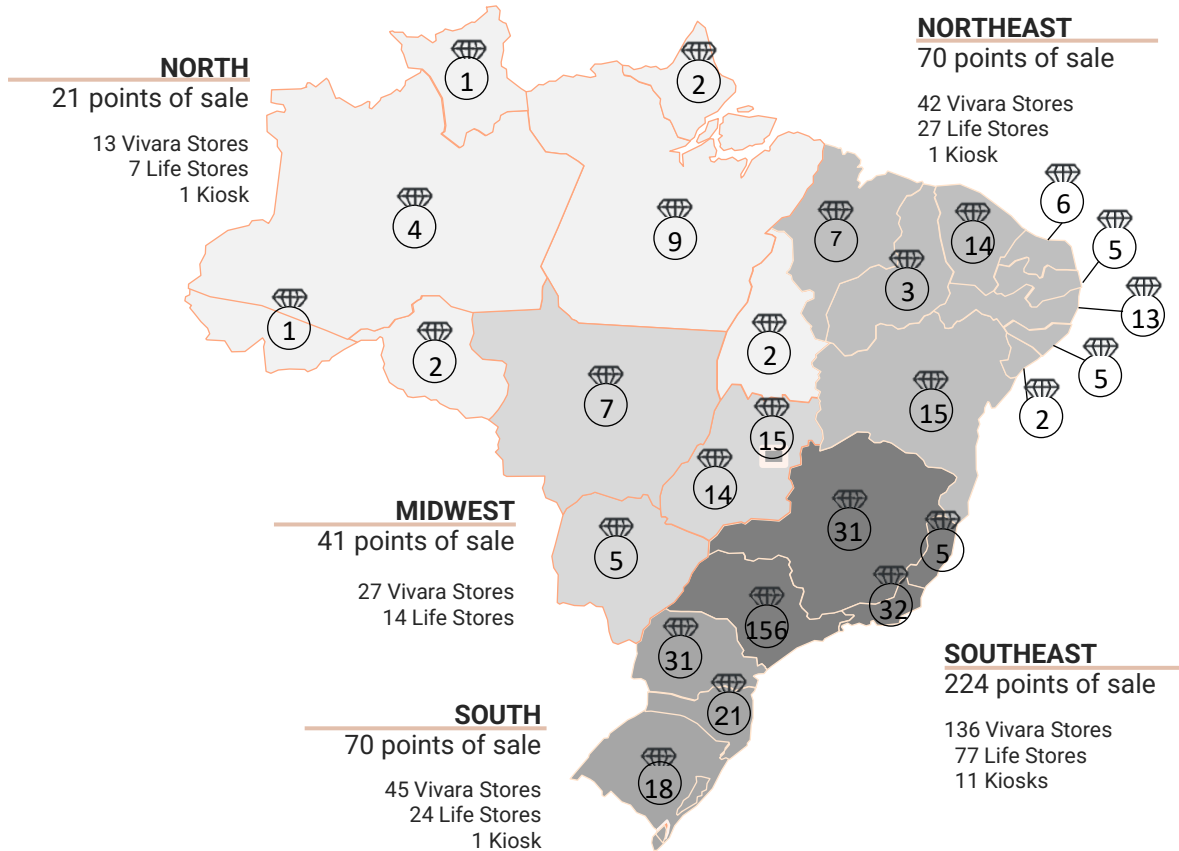 NORTH
21 points of sale
13 Vivara Stores
7 Life Stores
1 Kiosk
NORTHEAST
70 points of sale
42 Vivara Stores
27 Life Stores
1 Kiosk
1
2
4
9
7
14
3
6
5
13
5
2
1
2
7
2
15
15
14
5
31
5
32
156
31
21
18
MIDWEST
41 points of sale
27 Vivara Stores
14 Life Stores
SOUTH
70 points of sale
45 Vivara Stores
24 Life Stores
1 Kiosk
SOUTHEAST
224 points of sale
136 Vivara Stores
77 Life Stores
11 Kiosks